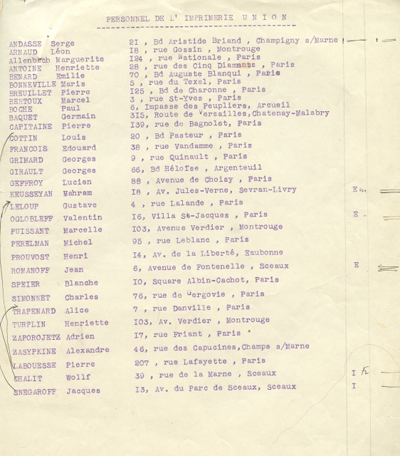 PERSONNEL DE L' IMPRIMERIE U N I O N
ANDASSE Serge 21 , Bd Aristide Briand , Champigny s/Marne
ARNAUD Léon 18 , rue Gossin , Montrouge
Allenbach Marguerite 124 , rue Nationale , Paris
ANTOINE Henriette 28 , rue des Cinq Diamants , Paris
BENARD Emilie 70 , Bd Auguste Blanqui , Paris
BONNEVILLE Marie 5 , rue du Texel, Paris
BREUILLET Pierre 125 , Bd de Charonne , Paris
BERTOUX Marcel 3 , rue St-Yvez , Paris
BOCHE Paul 6, Impasse des Peupliers, Arcueil
BAQUET Germain 315, Route de Versailles,Chatenay-Malabry
CAPITAINE Pierre 139, rue de Bagnolet, Paris
COTTIN Louis 20 , Bd Pasteur , Paris
FRANCOIS Edouard 38 , rue Vandamme , Paris
GRIMARD Georges 9 , rue Quinault , Paris
GIRAULT Georges 66, Bd Héloïse , Argenteuil
GEFFROY Lucien 88 , Avenue de Choisy , Paris
KEUSSEYAN Wahram 18 , Av. Jules-Verne, Sevran-Livry E
LELOUP Gustave 4 , rue Lalande , Paris
OGLOBLEFF Valentin 16, Villa St-Jacques , Paris E
PUISSANT Marcelle 103, Avenue Verdier , Montrouge
PERELMAN Michel 95 , rue Leblanc , Paris
PROUVOST Henri 14, Av. de la Liberté, Eaubonne
ROMANOFF Jean 6, Avenue de Fontenelle , Sceaux E
SPEIER Blanche 10, Square Albin-Cachot, Paris
SIMONNET Charles 76, rue de Vergovie , Paris
THAPENARD Alice 7 , rue Danville , Paris
TURPLIN Henriette 103, Av. Verdier , Montrouge
ZAPOROJETZ Adrien 17, rue Friant , Paris
ZASYPKINE Alexandre 46, rue des Capucines,Champs s/Marne
LABOUESSE Pierre 207 , rue Lafayette , Paris
CHALIT Wollf 39 , rue de la Marne , Sceaux I
SNEGAROFF Jacques 13, Av. du Parc de Sceaux, Sceaux I